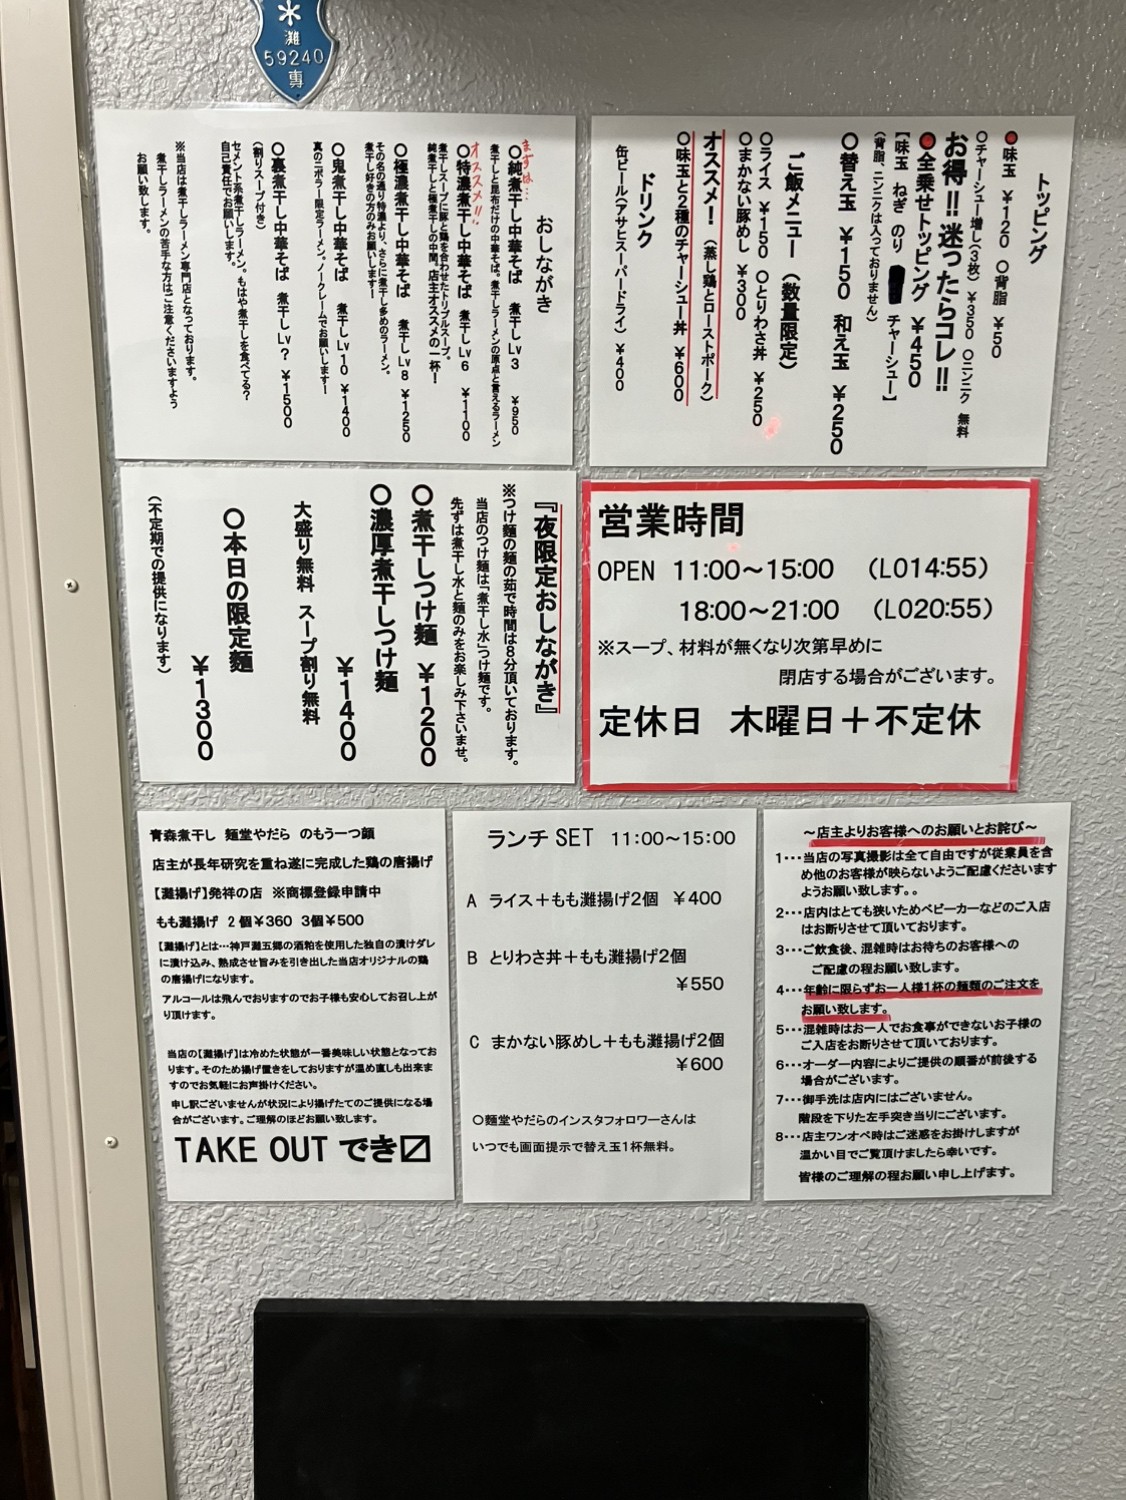 灘
59240
專
おしながき
まずは…
〇純煮干し中華そば 煮干しLv3 ¥950
煮干しと昆布だけの中華そば。煮干しラーメンの原点と言えるラーメン
オススメ!!
〇特濃煮干し中華そば 煮干しLv6 ¥1100
煮干しスープに豚と鶏を合わせたトリプルスープ。
純煮干しと極煮干しの中間。店主オススメの一杯！
〇極濃煮干し中華そば 煮干しLv8 ¥1250
その名の通り特濃より、さらに煮干し多めのラーメン。
煮干し好きの方のみお願いします！
〇鬼煮干し中華そば 煮干しLv10 ¥1400
真のニボラー限定ラーメン。ノークレームでお願いします！
〇裏煮干し中華そば 煮干しLv？ ¥1500
（割りスープ付き）
セメント系煮干しラーメン。もはや煮干しを食べてる？
自己責任でお願いします。
※当店は煮干しラーメン専門店となっております。
煮干しラーメンの苦手な方はご注意くださいますよう
お願い致します。
トッピング
●味玉 ¥120 〇背脂 ¥50
〇チャーシュー増し（3枚）¥350 〇ニンニク 無料
お得!!迷ったらコレ!!
●全乗せトッピング ¥450
【味玉 ねぎ のり チャーシュー】
（背脂、ニンニクは入っておりません）
〇替え玉 ¥150 和え玉 ¥250
ご飯メニュー （数量限定）
〇ライス ¥150 〇とりわさ丼 ¥250
〇まかない豚めし ¥300
オススメ！（蒸し鶏とローストポーク）
〇味玉と2種のチャーシュー丼 ¥600
ドリンク
缶ビール（アサヒスーパードライ）¥400
『夜限定おしながき』
※つけ麺の麺の茹で時間は8分頂いております。
当店のつけ麺は「煮干し水」つけ麺です。
先ずは煮干し水と麺のみをお楽しみ下さいませ。
〇煮干しつけ麺 ¥1200
〇濃厚煮干しつけ麺
¥1400
大盛り無料 スープ割り無料
〇本日の限定麺
¥1300
（不定期での提供になります）
営業時間
OPEN 11:00～15:00 （LO14:55）
18:00～21:00 （LO20:55）
※スープ、材料が無くなり次第早めに
閉店する場合がございます。
定休日 木曜日＋不定休
青森煮干し 麺堂やだら のもう一つ顔
店主が長年研究を重ね遂に完成した鶏の唐揚げ
【灘揚げ】発祥の店 ※商標登録申請中
もも灘揚げ 2個¥360 3個¥500
【灘揚げ】とは…神戸灘五郷の酒粕を使用した独自の漬けダレ
に漬け込み、熟成させ旨みを引き出した当店オリジナルの鶏
の唐揚げになります。
アルコールは飛んでおりますのでお子様も安心してお召し上が
り頂けます。
当店の【灘揚げ】は冷めた状態が一番美味しい状態となってお
ります。そのため揚げ置きをしておりますが温め直しも出来ま
すのでお気軽にお声掛けください。
申し訳ございませんが状況により揚げたてのご提供になる場
合がございます。ご理解のほどお願い致します。
TAKE OUT でき〼
ランチ SET 11:00～15:00
A ライス＋もも灘揚げ2個 ¥400
B とりわさ丼＋もも灘揚げ2個
¥550
C まかない豚めし＋もも灘揚げ2個
¥600
〇麺堂やだらのインスタフォロワーさんは
いつでも画面提示で替え玉1杯無料。
～店主よりお客様へのお願いとお詫び～
1･･･当店の写真撮影は全て自由ですが従業員を含
め他のお客様が映らないようご配慮くださいます
ようお願い致します。。
2･･･店内はとても狭いためベビーカーなどのご入店
はお断りさせて頂いております。
3･･･ご飲食後、混雑時はお待ちのお客様への
ご配慮の程お願い致します。
4･･･年齢に限らずお一人様1杯の麺類のご注文を
お願い致します。
5･･･混雑時はお一人でお食事ができないお子様の
ご入店をお断りさせて頂いております。
6･･･オーダー内容によりご提供の順番が前後する
場合がございます。
7･･･御手洗は店内にはございません。
階段を下りた左手突き当りにございます。
8･･･店主ワンオペ時はご迷惑をお掛けしますが
温かい目でご覧頂けましたら幸いです。
皆様のご理解の程お願い申し上げます。